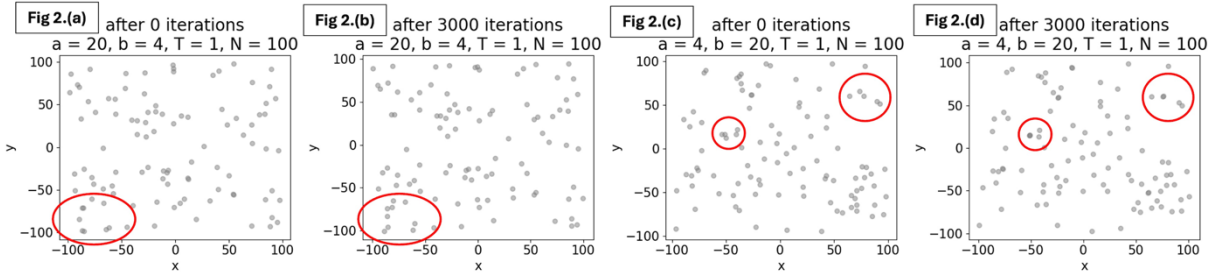 Fig 2.(a)
after 0 iterations
a = 20, b = 4, T = 1, N = 100
100
50
0
−50
−100
y
−100
−50
0
50
100
x
Fig 2.(b)
after 3000 iterations
a = 20, b = 4, T = 1, N = 100
100
50
0
−50
−100
y
−100
−50
0
50
100
x
Fig 2.(c)
after 0 iterations
a = 4, b = 20, T = 1, N = 100
100
50
0
−50
−100
y
−100
−50
0
50
100
x
Fig 2.(d)
after 3000 iterations
a = 4, b = 20, T = 1, N = 100
100
50
0
−50
−100
y
−100
−50
0
50
100
x